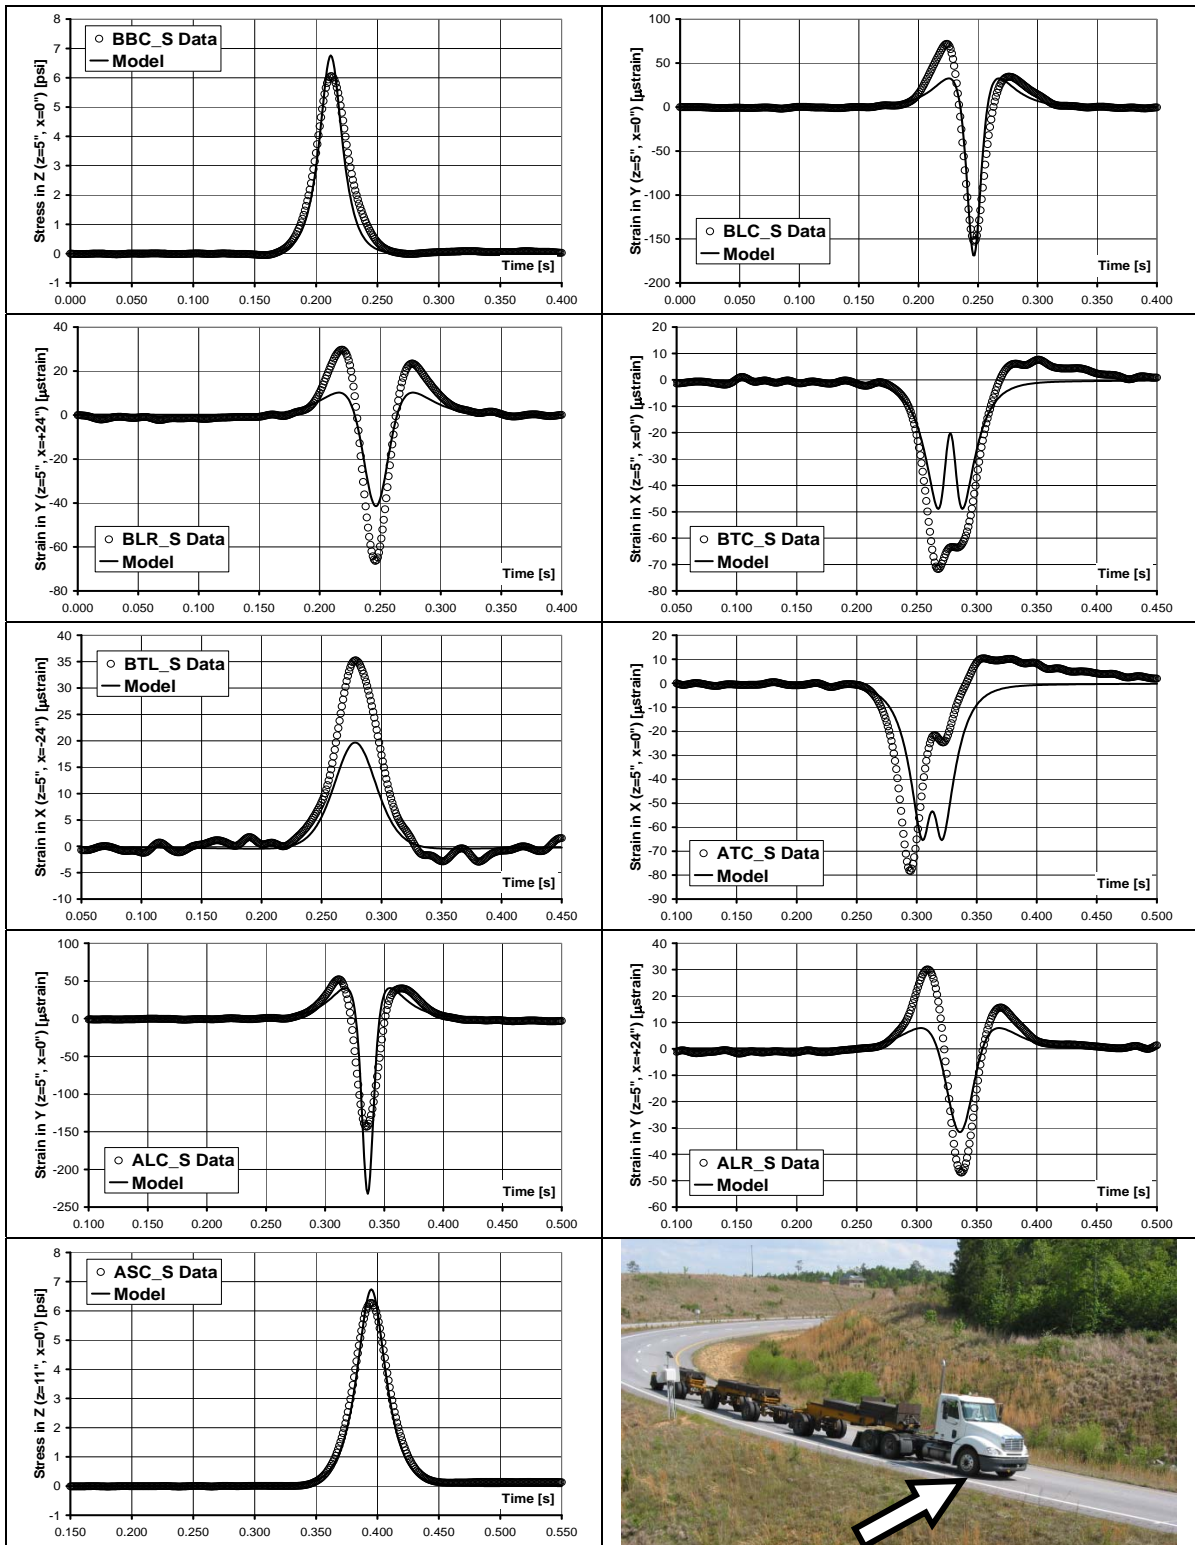 8
7
6
5
4
3
2
1
0
-1
Stress in Z (z=5", x=0") [psi]
BBC_S Data
Model
Time [s]
0.000 0.050 0.100 0.150 0.200 0.250 0.300 0.350 0.400
100
50
0
-50
-100
-150
-200
Strain in Y (z=5", x=0") [µstrain]
BLC_S Data
Model
Time [s]
0.000 0.050 0.100 0.150 0.200 0.250 0.300 0.350 0.400
40
20
0
-20
-40
-60
-80
Strain in Y (z=5", x=+24") [µstrain]
BLR_S Data
Model
Time [s]
0.000 0.050 0.100 0.150 0.200 0.250 0.300 0.350 0.400
20
10
0
-10
-20
-30
-40
-50
-60
-70
-80
Strain in X (z=5", x=0") [µstrain]
BTC_S Data
Model
Time [s]
0.050 0.100 0.150 0.200 0.250 0.300 0.350 0.400 0.450
40
35
30
25
20
15
10
5
0
-5
-10
Strain in X (z=5", x=-24") [µstrain]
BTL_S Data
Model
Time [s]
0.050 0.100 0.150 0.200 0.250 0.300 0.350 0.400 0.450
20
10
0
-10
-20
-30
-40
-50
-60
-70
-80
-90
Strain in X (z=5", x=0") [µstrain]
ATC_S Data
Model
Time [s]
0.100 0.150 0.200 0.250 0.300 0.350 0.400 0.450 0.500
100
50
0
-50
-100
-150
-200
-250
Strain in Y (z=5", x=0") [µstrain]
ALC_S Data
Model
Time [s]
0.100 0.150 0.200 0.250 0.300 0.350 0.400 0.450 0.500
40
30
20
10
0
-10
-20
-30
-40
-50
-60
Strain in Y (z=5", x=+24") [µstrain]
ALR_S Data
Model
Time [s]
0.100 0.150 0.200 0.250 0.300 0.350 0.400 0.450 0.500
8
7
6
5
4
3
2
1
0
-1
Stress in Z (z=11", x=0") [psi]
ASC_S Data
Model
Time [s]
0.150 0.200 0.250 0.300 0.350 0.400 0.450 0.500 0.550